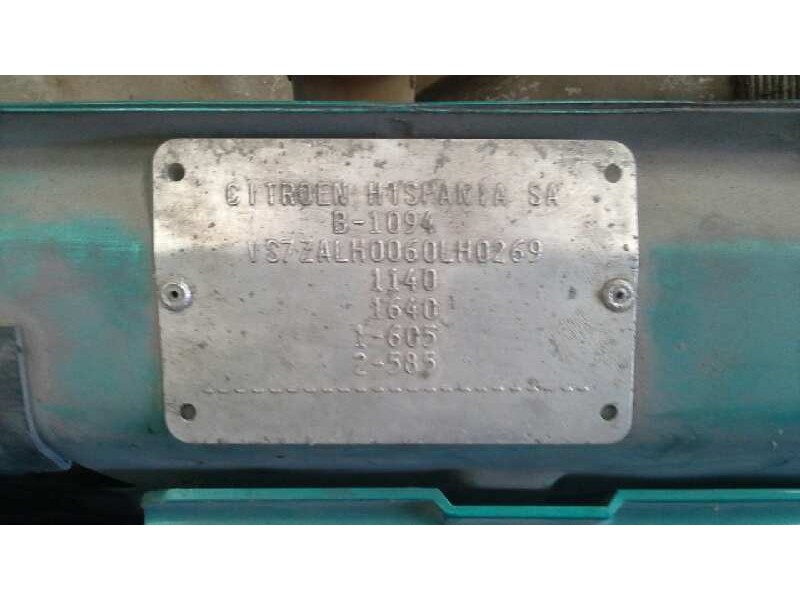 CITROEN HISPANIA SA
B-1094
VS7ZALH0060LH0269
1140
1640
1-605
2-585